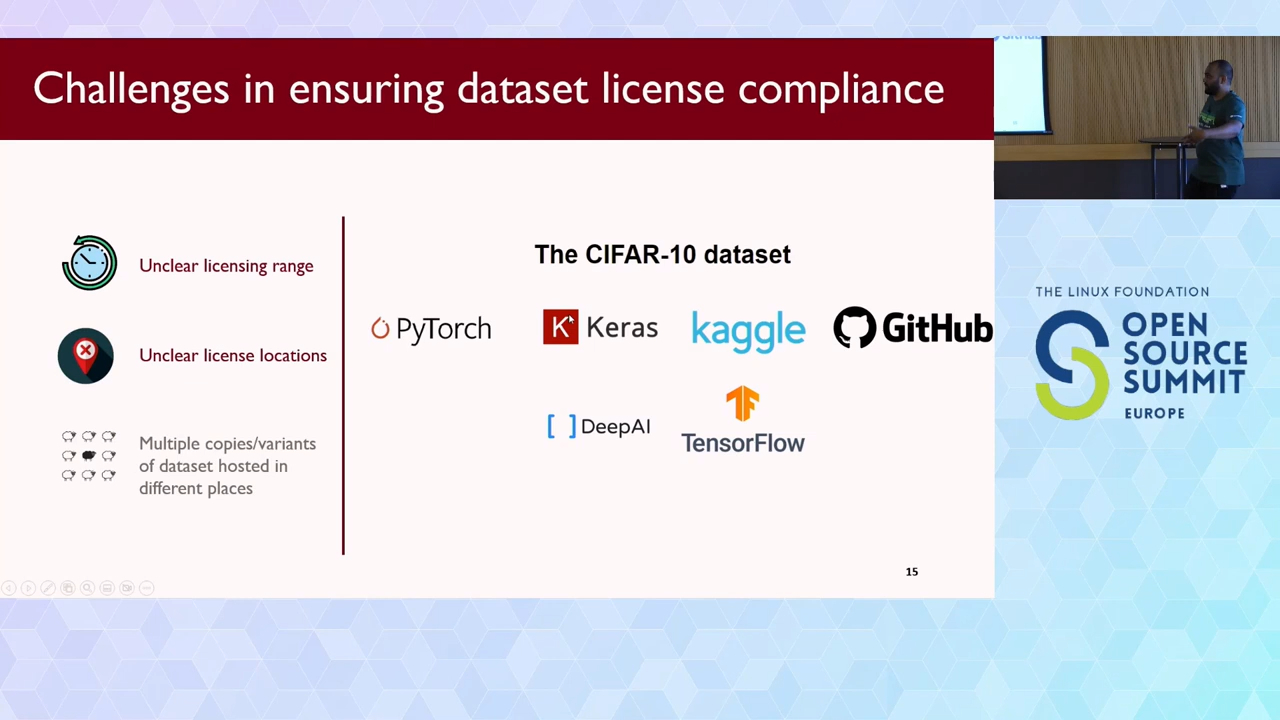 Challenges in ensuring dataset license compliance
Unclear licensing range
Unclear license locations
Multiple copies/variants
of dataset hosted in
different places
The CIFAR-10 dataset
PyTorch
K Keras
kaggle
GitHub
[ ] DeepAI
TensorFlow
15
GitHub
THE LINUX FOUNDATION
OPEN
SOURCE
SUMMIT
EUROPE